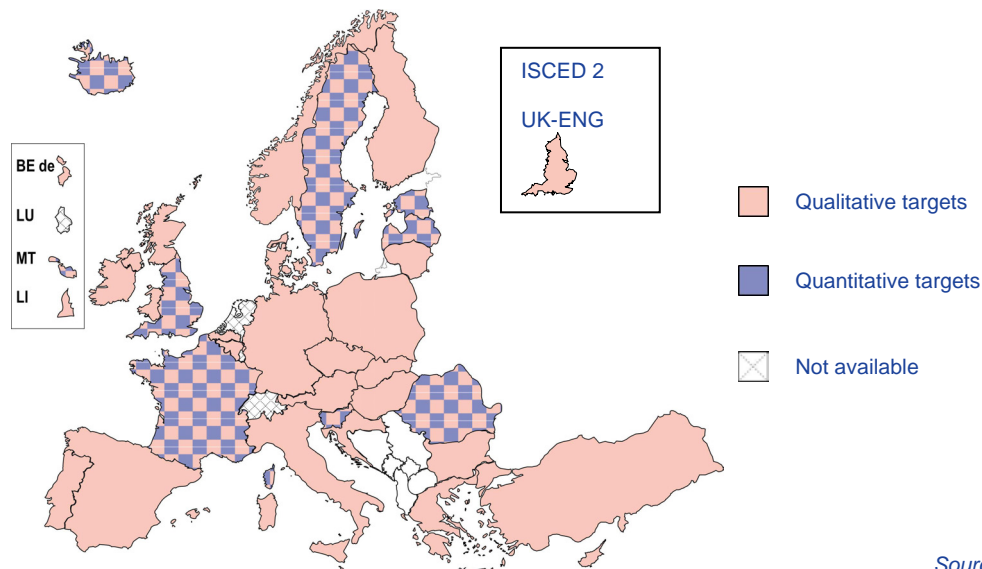 ISCED 2
UK-ENG
BE de
LU
MT
LI
Qualitative targets
Quantitative targets
Not available